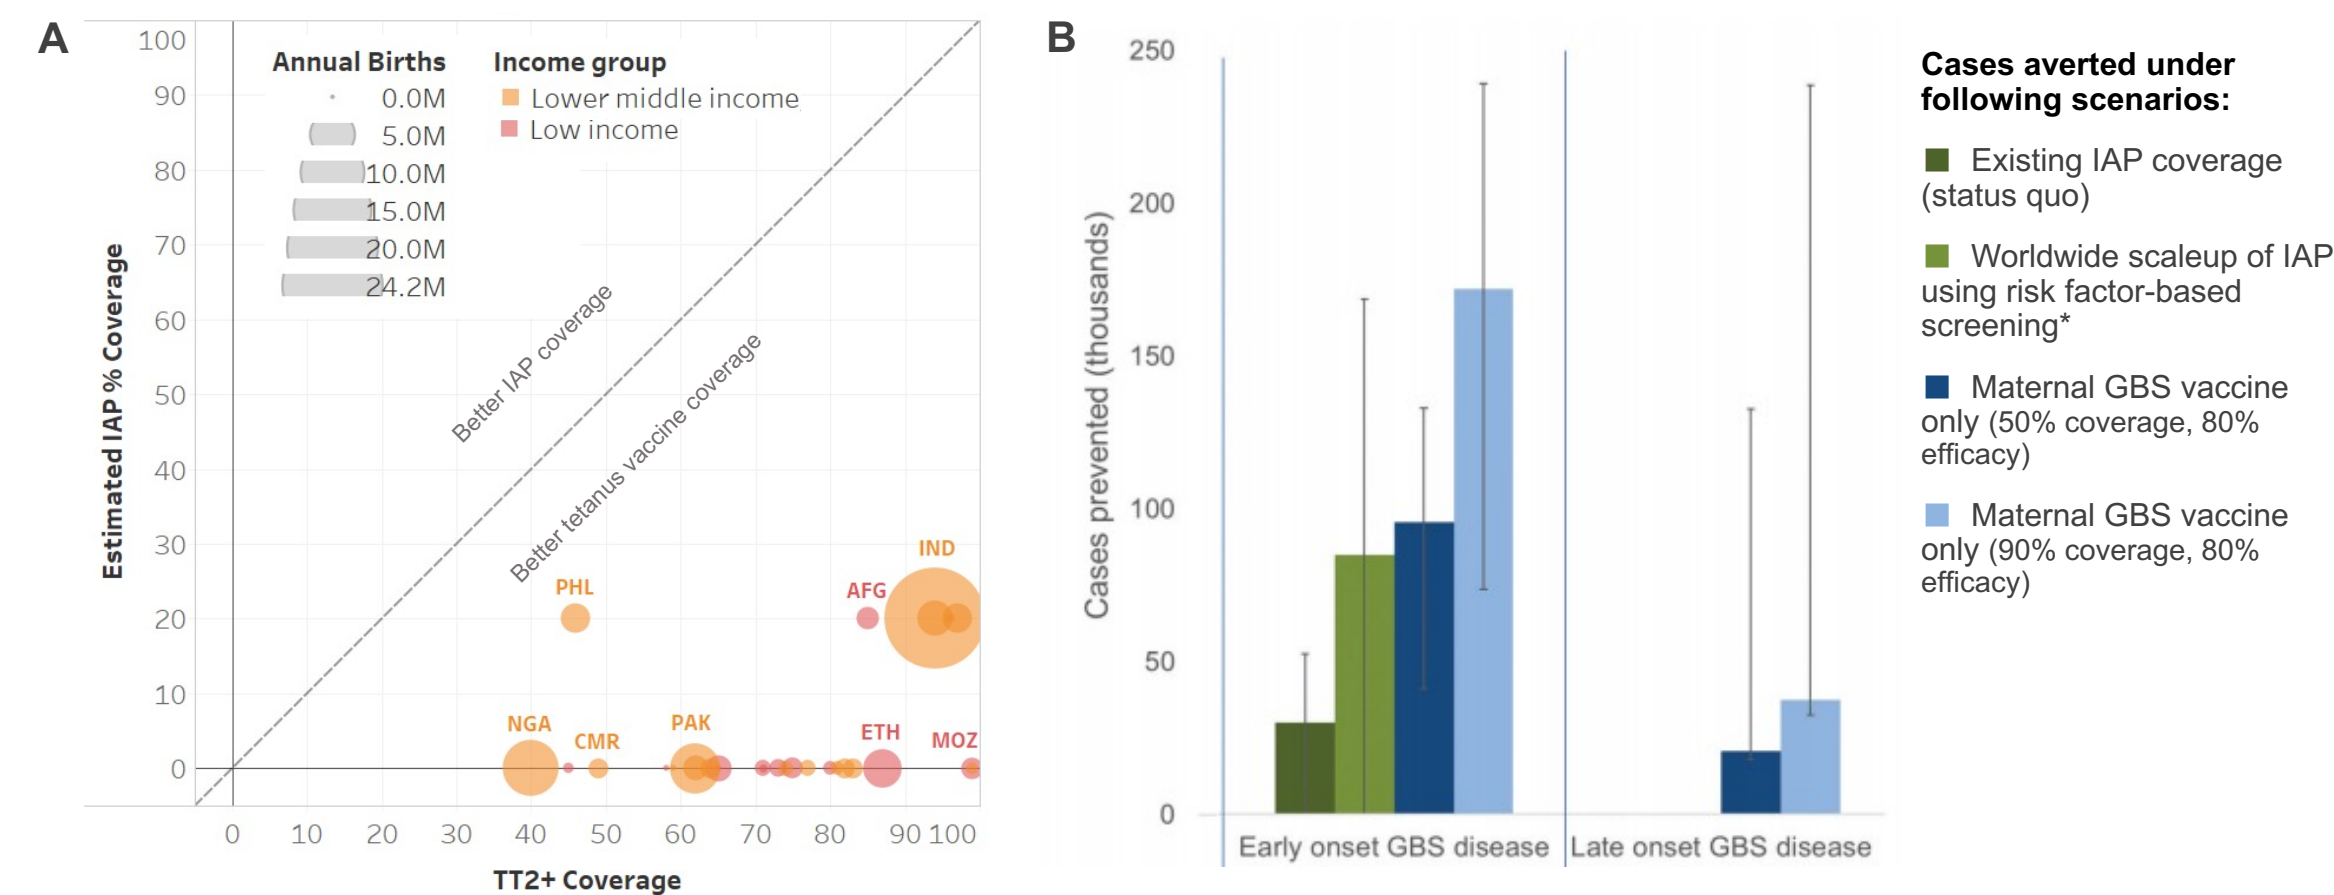 A
Annual Births
0.0M
5.0M
10.0M
15.0M
20.0M
24.2M
Income group
Lower middle income
Low income
Estimated IAP % Coverage
100
90
80
70
60
50
40
30
20
10
0
Better IAP coverage
Better tetanus vaccine coverage
IND
PHL
AFG
NGA
CMR
PAK
ETH
MOZ
0 10 20 30 40 50 60 70 80 90 100
TT2+ Coverage
B
Cases prevented (thousands)
250
200
150
100
50
0
Early onset GBS disease
Late onset GBS disease
Cases averted under
following scenarios:
Existing IAP coverage
(status quo)
Worldwide scaleup of IAP
using risk factor-based
screening*
Maternal GBS vaccine
only (50% coverage, 80%
efficacy)
Maternal GBS vaccine
only (90% coverage, 80%
efficacy)